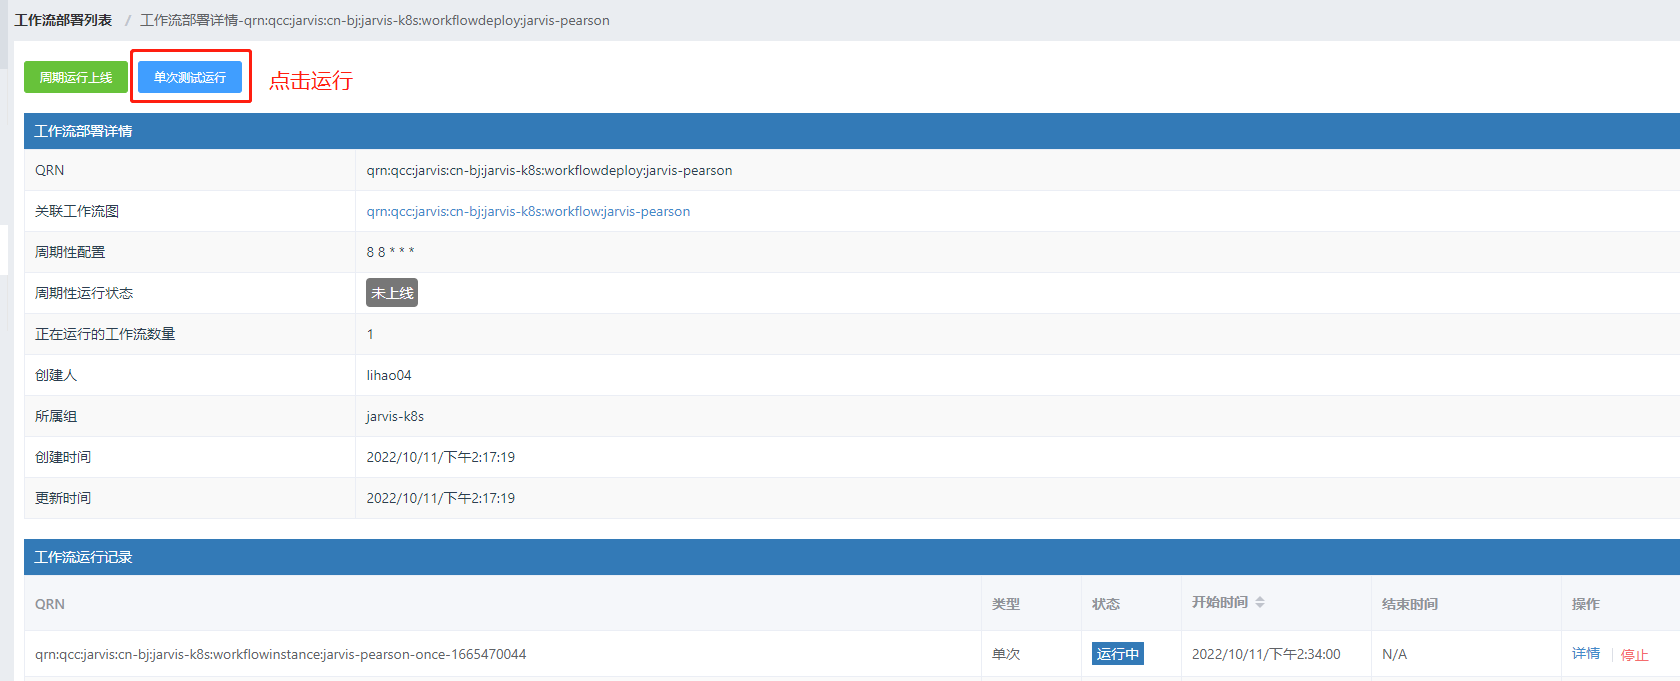 工作流部署列表 / 工作流部署详情-qrn:qcc:jarvis:cn-bj:jarvis-k8s:workflowdeploy:jarvis-pearson
周期运行上线 单次测试运行 点击运行
工作流部署详情
QRN qrn:qcc:jarvis:cn-bj:jarvis-k8s:workflowdeploy:jarvis-pearson
关联工作流图 qrn:qcc:jarvis:cn-bj:jarvis-k8s:workflow:jarvis-pearson
周期性配置 8 8 * * *
周期性运行状态 未上线
正在运行的工作流数量 1
创建人 lihao04
所属组 jarvis-k8s
创建时间 2022/10/11/下午2:17:19
更新时间 2022/10/11/下午2:17:19
工作流运行记录
QRN 类型 状态 开始时间 结束时间 操作
qrn:qcc:jarvis:cn-bj:jarvis-k8s:workflowinstance:jarvis-pearson-once-1665470044 单次 运行中 2022/10/11/下午2:34:00 N/A 详情 | 停止